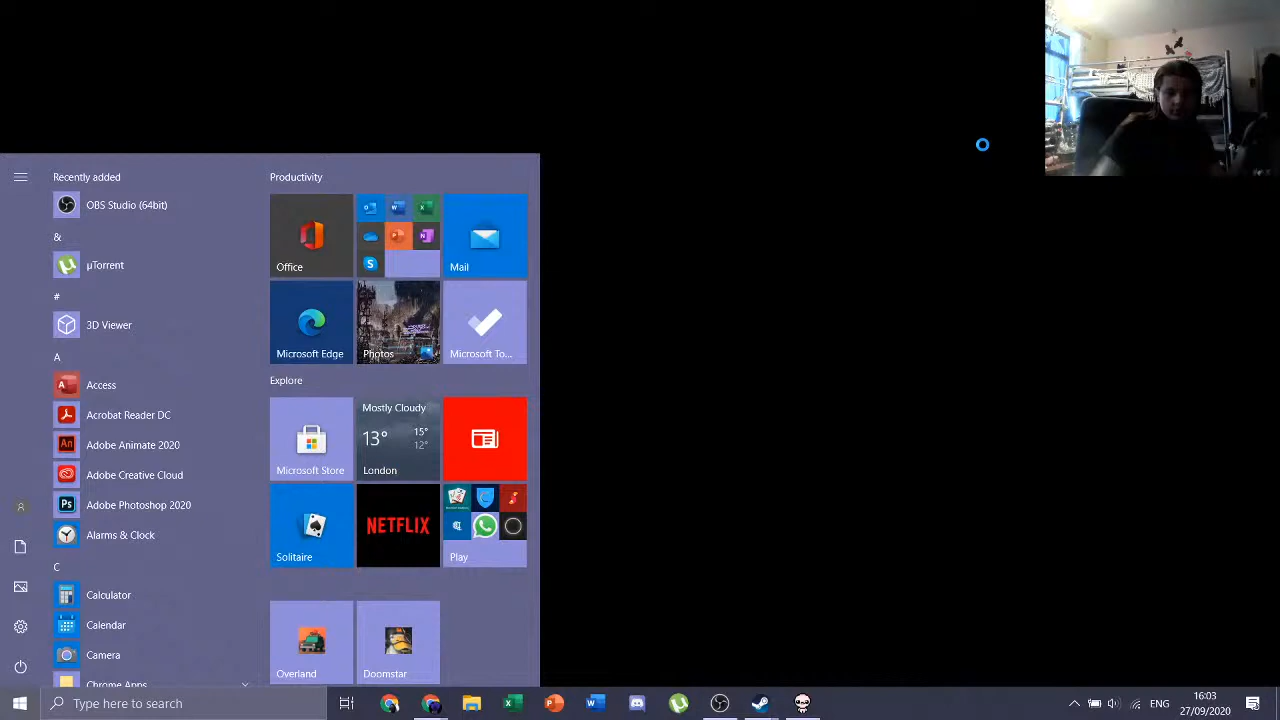 Recently added
OBS Studio (64bit)
&
µTorrent
#
3D Viewer
A
Access
Acrobat Reader DC
Adobe Animate 2020
Adobe Creative Cloud
Adobe Photoshop 2020
Alarms & Clock
C
Calculator
Calendar
Camera
Chrome Apps
Productivity
Office
Mail
Microsoft Edge
Photos
Microsoft To...
Explore
Microsoft Store
Mostly Cloudy
13° 15°
12°
London
Solitaire
NETFLIX
Play
Overland
Doomstar
Type here to search
ENG
16:03
27/09/2020